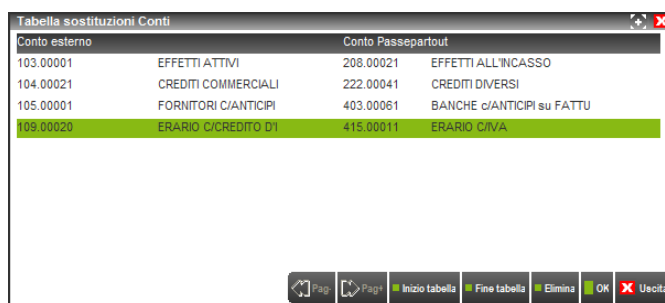 Tabella sostituzioni Conti
Conto esterno Conto Passepartout
103.00001 EFFETTI ATTIVI 208.00021 EFFETTI ALL'INCASSO
104.00021 CREDITI COMMERCIALI 222.00041 CREDITI DIVERSI
105.00001 FORNITORI C/ANTICIPI 403.00061 BANCHE c/ANTICIPI su FATTU
109.00020 ERARIO C/CREDITO D'I 415.00011 ERARIO C/IVA
Pag- Pag+ Inizio tabella Fine tabella Elimina OK Uscita